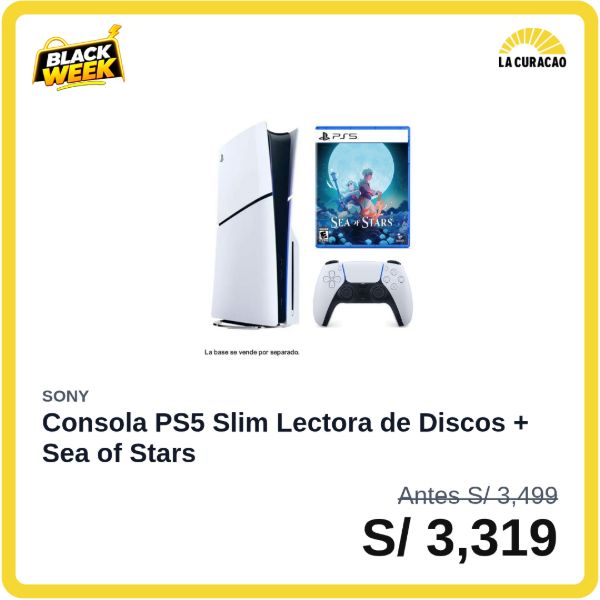 BLACK
WEEK
LA CURACAO
PS5
SEA OF STARS
La base se vende por separado.
SONY
Consola PS5 Slim Lectora de Discos +
Sea of Stars
Antes S/ 3,499
S/ 3,319